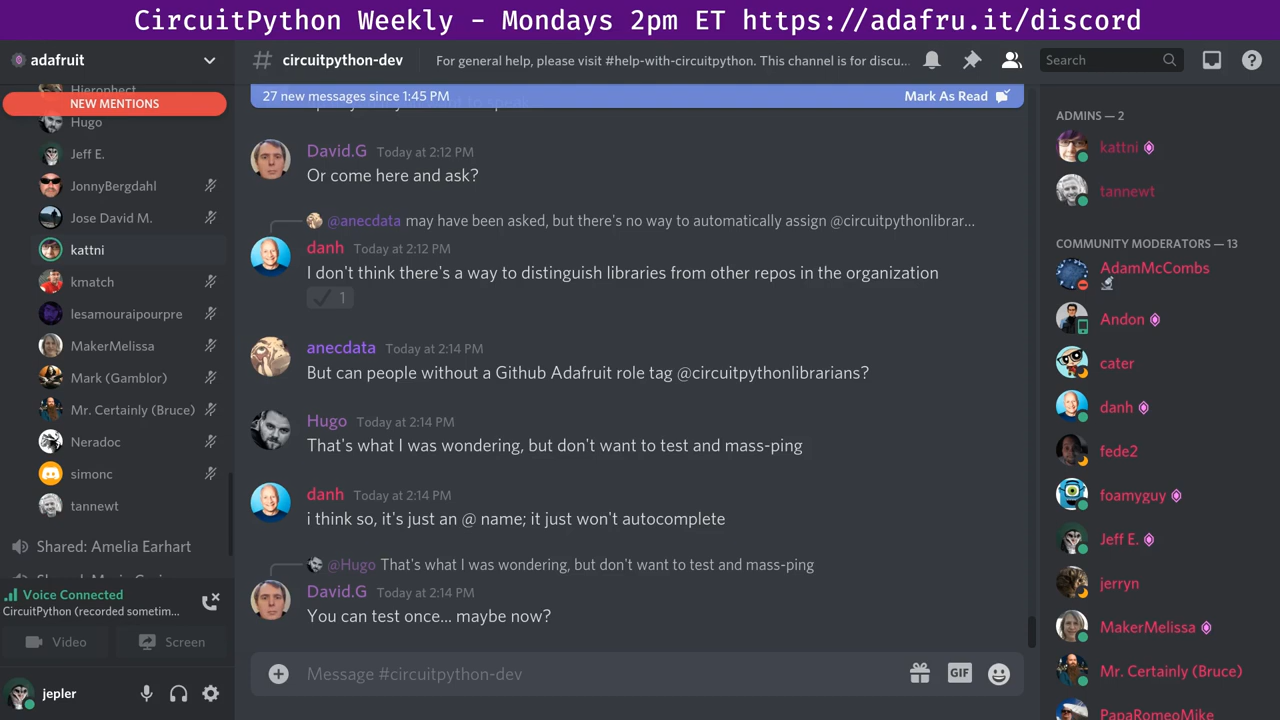 CircuitPython Weekly - Mondays 2pm ET https://adafru.it/discord
adafruit
Hierophect
NEW MENTIONS
Hugo
Jeff E.
JonnyBergdahl
Jose David M.
kattni
kmatch
lesamouraipourpre
MakerMelissa
Mark (Gamblor)
Mr. Certainly (Bruce)
Neradoc
simonc
tannewt
Shared: Amelia Earhart
Voice Connected
CircuitPython (recorded sometim...
Video
Screen
jepler
# circuitpython-dev
For general help, please visit #help-with-circuitpython. This channel is for discu...
Search
27 new messages since 1:45 PM
Mark As Read
David.G Today at 2:12 PM
Or come here and ask?
@anecdata may have been asked, but there's no way to automatically assign @circuitpythonlibrar...
danh Today at 2:12 PM
I don't think there's a way to distinguish libraries from other repos in the organization
1
anecdata Today at 2:14 PM
But can people without a Github Adafruit role tag @circuitpythonlibrarians?
Hugo Today at 2:14 PM
That's what I was wondering, but don't want to test and mass-ping
danh Today at 2:14 PM
i think so, it's just an @ name; it just won't autocomplete
@Hugo That's what I was wondering, but don't want to test and mass-ping
David.G Today at 2:14 PM
You can test once... maybe now?
Message #circuitpython-dev
GIF
ADMINS — 2
kattni
tannewt
COMMUNITY MODERATORS — 13
AdamMcCombs
Andon
cater
danh
fede2
foamyguy
Jeff E.
jerryn
MakerMelissa
Mr. Certainly (Bruce)
PapaRomeoMike